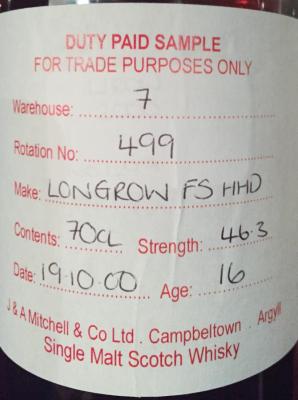 DUTY PAID SAMPLE
FOR TRADE PURPOSES ONLY
Warehouse: 7
Rotation No: 499
Make: LONGROW FS HHD
Contents: 70CL Strength: 46.3
Date: 19.10.00 Age: 16
J & A Mitchell & Co Ltd . Campbeltown . Argyll
Single Malt Scotch Whisky